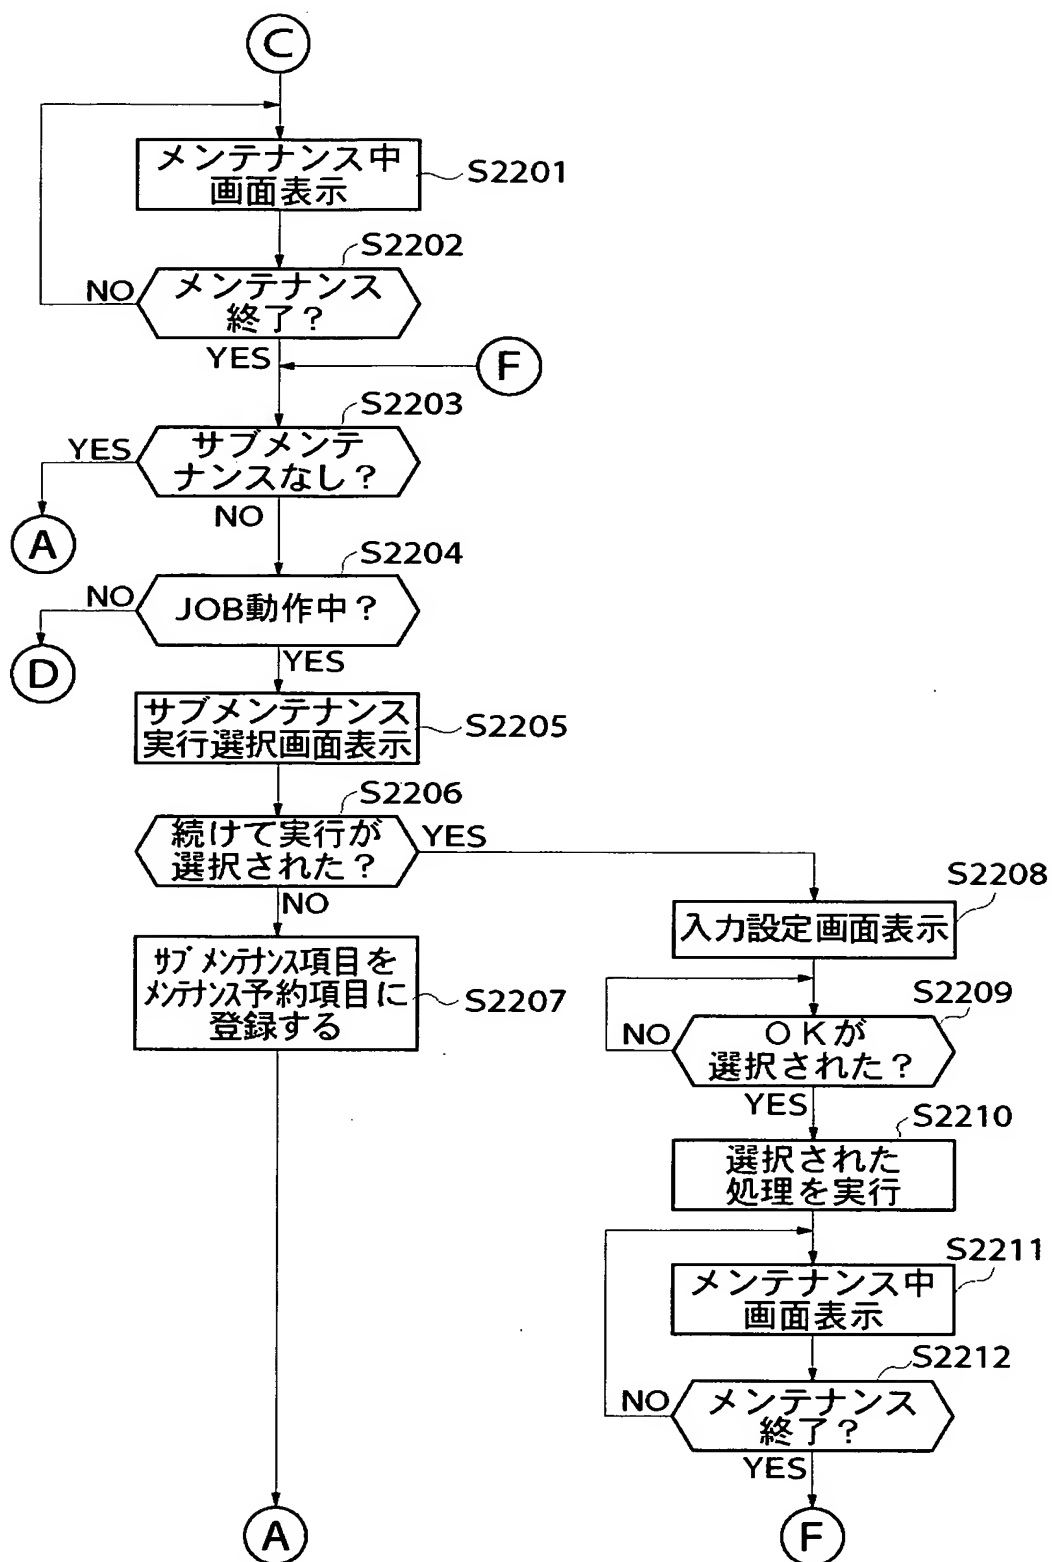 C
メンテナンス中
画面表示
S2201
S2202
メンテナンス
終了?
NO
YES
F
S2203
サブメンテ
ナンスなし?
YES
NO
A
S2204
JOB動作中?
NO
YES
D
サブメンテナンス
実行選択画面表示
S2205
S2206
続けて実行が
選択された?
YES
NO
サブメンテナンス項目を
メンテナンス予約項目に
登録する
S2207
A
S2208
入力設定画面表示
S2209
OKが
選択された?
NO
YES
S2210
選択された
処理を実行
S2211
メンテナンス中
画面表示
S2212
メンテナンス
終了?
NO
YES
F